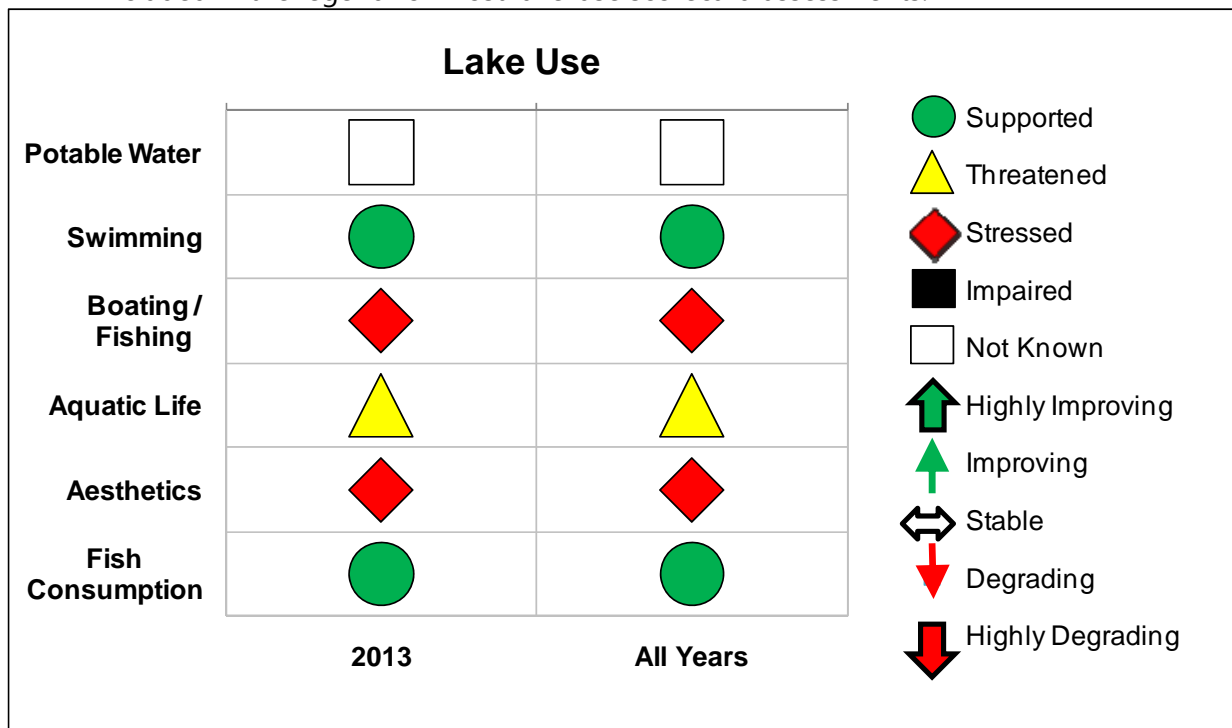 Lake Use
Potable Water
Swimming
Boating /
Fishing
Aquatic Life
Aesthetics
Fish
Consumption
2013
All Years
Supported
Threatened
Stressed
Impaired
Not Known
Highly Improving
Improving
Stable
Degrading
Highly Degrading